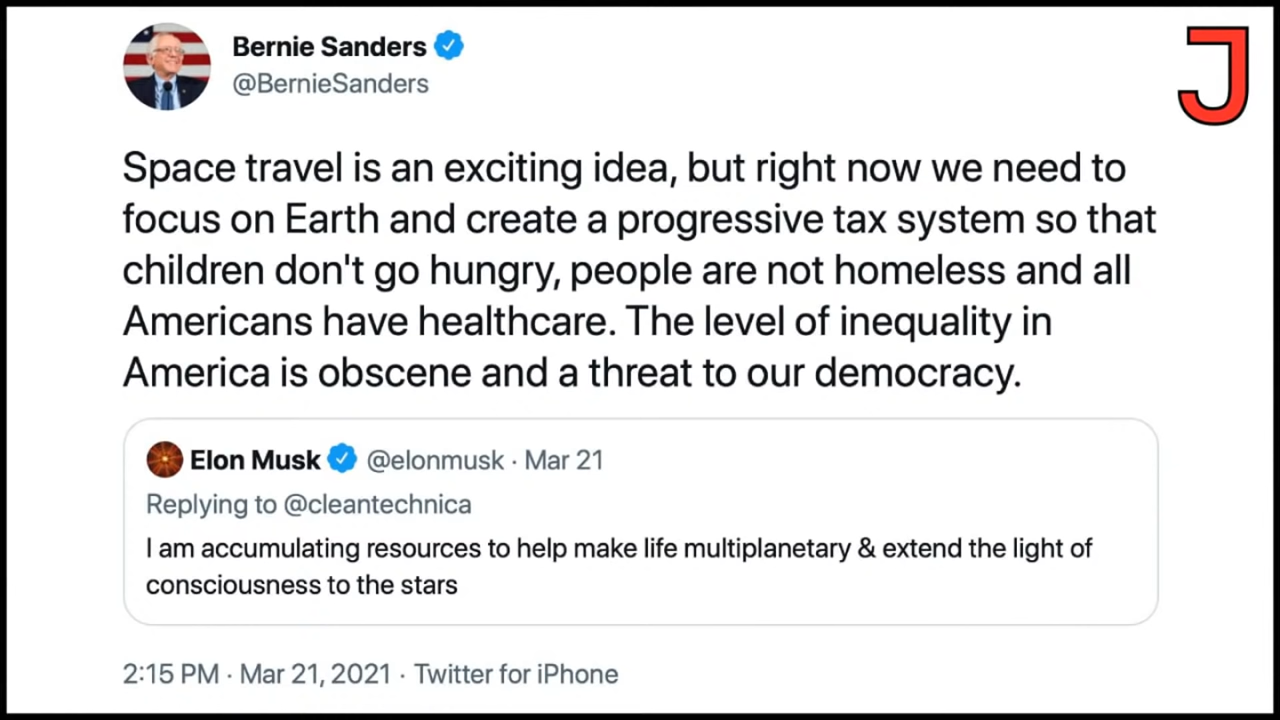 Bernie Sanders
@BernieSanders
J
Space travel is an exciting idea, but right now we need to
focus on Earth and create a progressive tax system so that
children don't go hungry, people are not homeless and all
Americans have healthcare. The level of inequality in
America is obscene and a threat to our democracy.
Elon Musk @elonmusk · Mar 21
Replying to @cleantechnica
I am accumulating resources to help make life multiplanetary & extend the light of
consciousness to the stars
2:15 PM · Mar 21, 2021 · Twitter for iPhone